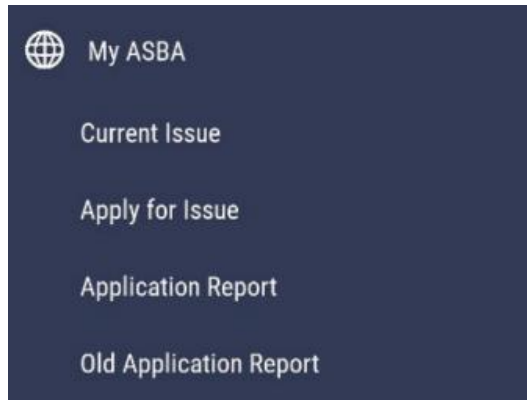 My ASBA
Current Issue
Apply for Issue
Application Report
Old Application Report